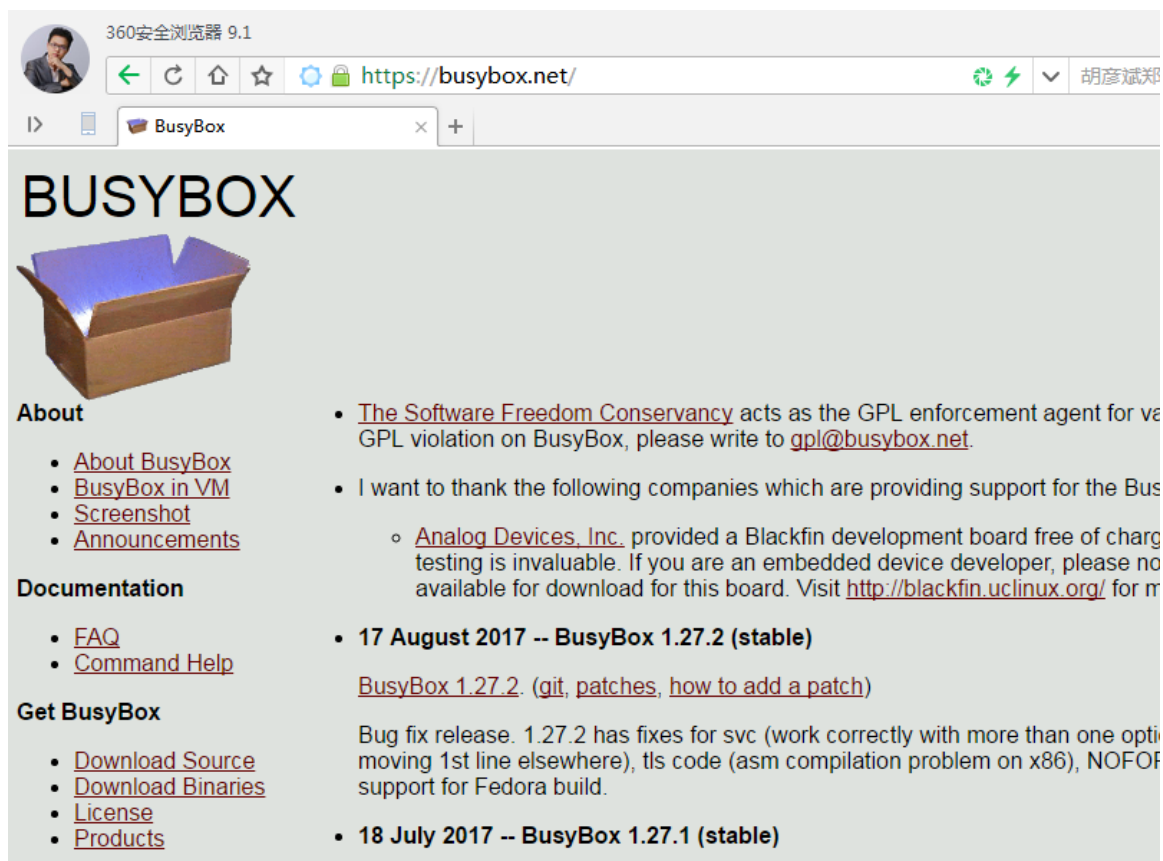 360安全浏览器 9.1
https://busybox.net/
胡彦斌郑
BusyBox
BUSYBOX
About
About BusyBox
BusyBox in VM
Screenshot
Announcements
Documentation
FAQ
Command Help
Get BusyBox
Download Source
Download Binaries
License
Products
The Software Freedom Conservancy acts as the GPL enforcement agent for va
GPL violation on BusyBox, please write to gpl@busybox.net.
I want to thank the following companies which are providing support for the Bus
Analog Devices, Inc. provided a Blackfin development board free of charg
testing is invaluable. If you are an embedded device developer, please no
available for download for this board. Visit http://blackfin.uclinux.org/ for m
17 August 2017 -- BusyBox 1.27.2 (stable)
BusyBox 1.27.2. (git, patches, how to add a patch)
Bug fix release. 1.27.2 has fixes for svc (work correctly with more than one opti
moving 1st line elsewhere), tls code (asm compilation problem on x86), NOFOR
support for Fedora build.
18 July 2017 -- BusyBox 1.27.1 (stable)